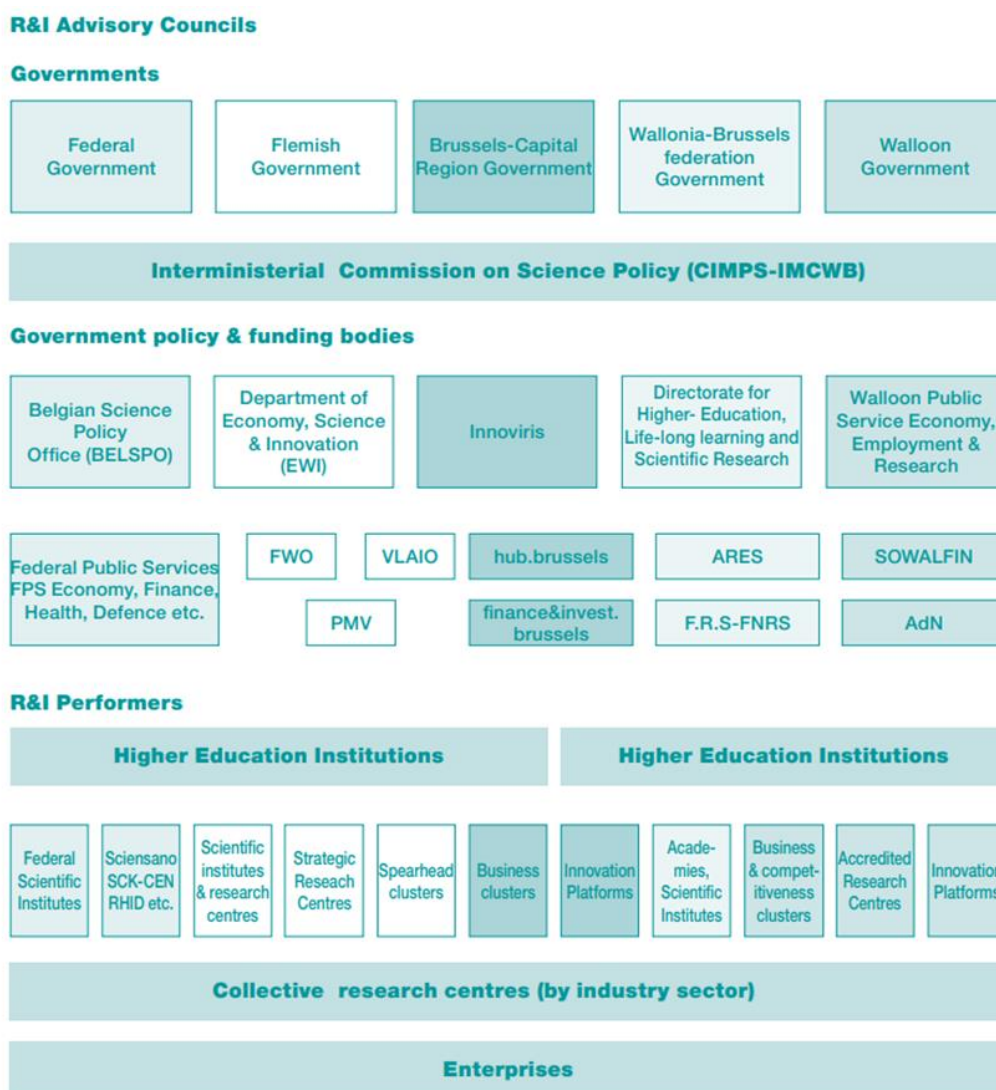 R&I Advisory Councils
Governments
Federal
Government
Flemish
Government
Brussels-Capital
Region Government
Wallonia-Brussels
federation
Government
Walloon
Government
Interministerial Commission on Science Policy (CIMPS-IMCWB)
Government policy & funding bodies
Belgian Science
Policy
Office (BELSPO)
Department of
Economy, Science
& Innovation
(EWI)
Innoviris
Directorate for
Higher- Education,
Life-long learning and
Scientific Research
Walloon Public
Service Economy,
Employment &
Research
Federal Public Services
FPS Economy, Finance,
Health, Defence etc.
FWO
VLAIO
PMV
hub.brussels
finance&invest.
brussels
ARES
F.R.S-FNRS
SOWALFIN
AdN
R&I Performers
Higher Education Institutions
Higher Education Institutions
Federal
Scientific
Institutes
Sciensano
SCK-CEN
RHID etc.
Scientific
institutes
& research
centres
Strategic
Reseach
Centres
Spearhead
clusters
Business
clusters
Innovation
Platforms
Acade-
mies,
Scientific
Institutes
Business
& compet-
itiveness
clusters
Accredited
Research
Centres
Innovation
Platforms
Collective research centres (by industry sector)
Enterprises